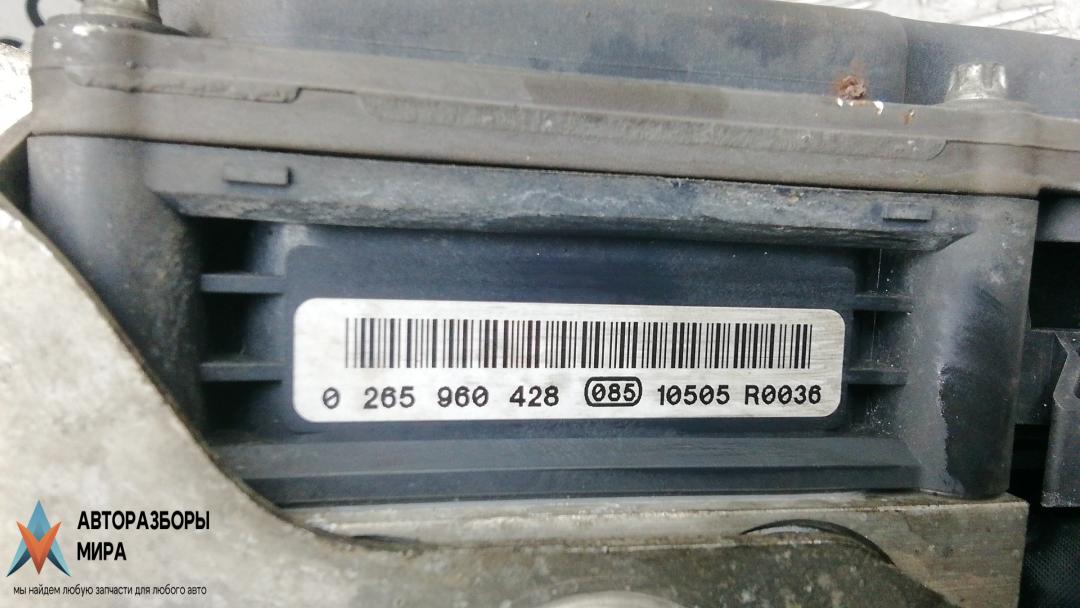 0 265 960 428 085 10505 R0036
АВТОРАЗБОРЫ
МИРА
мы найдем любую запчасти для любого авто